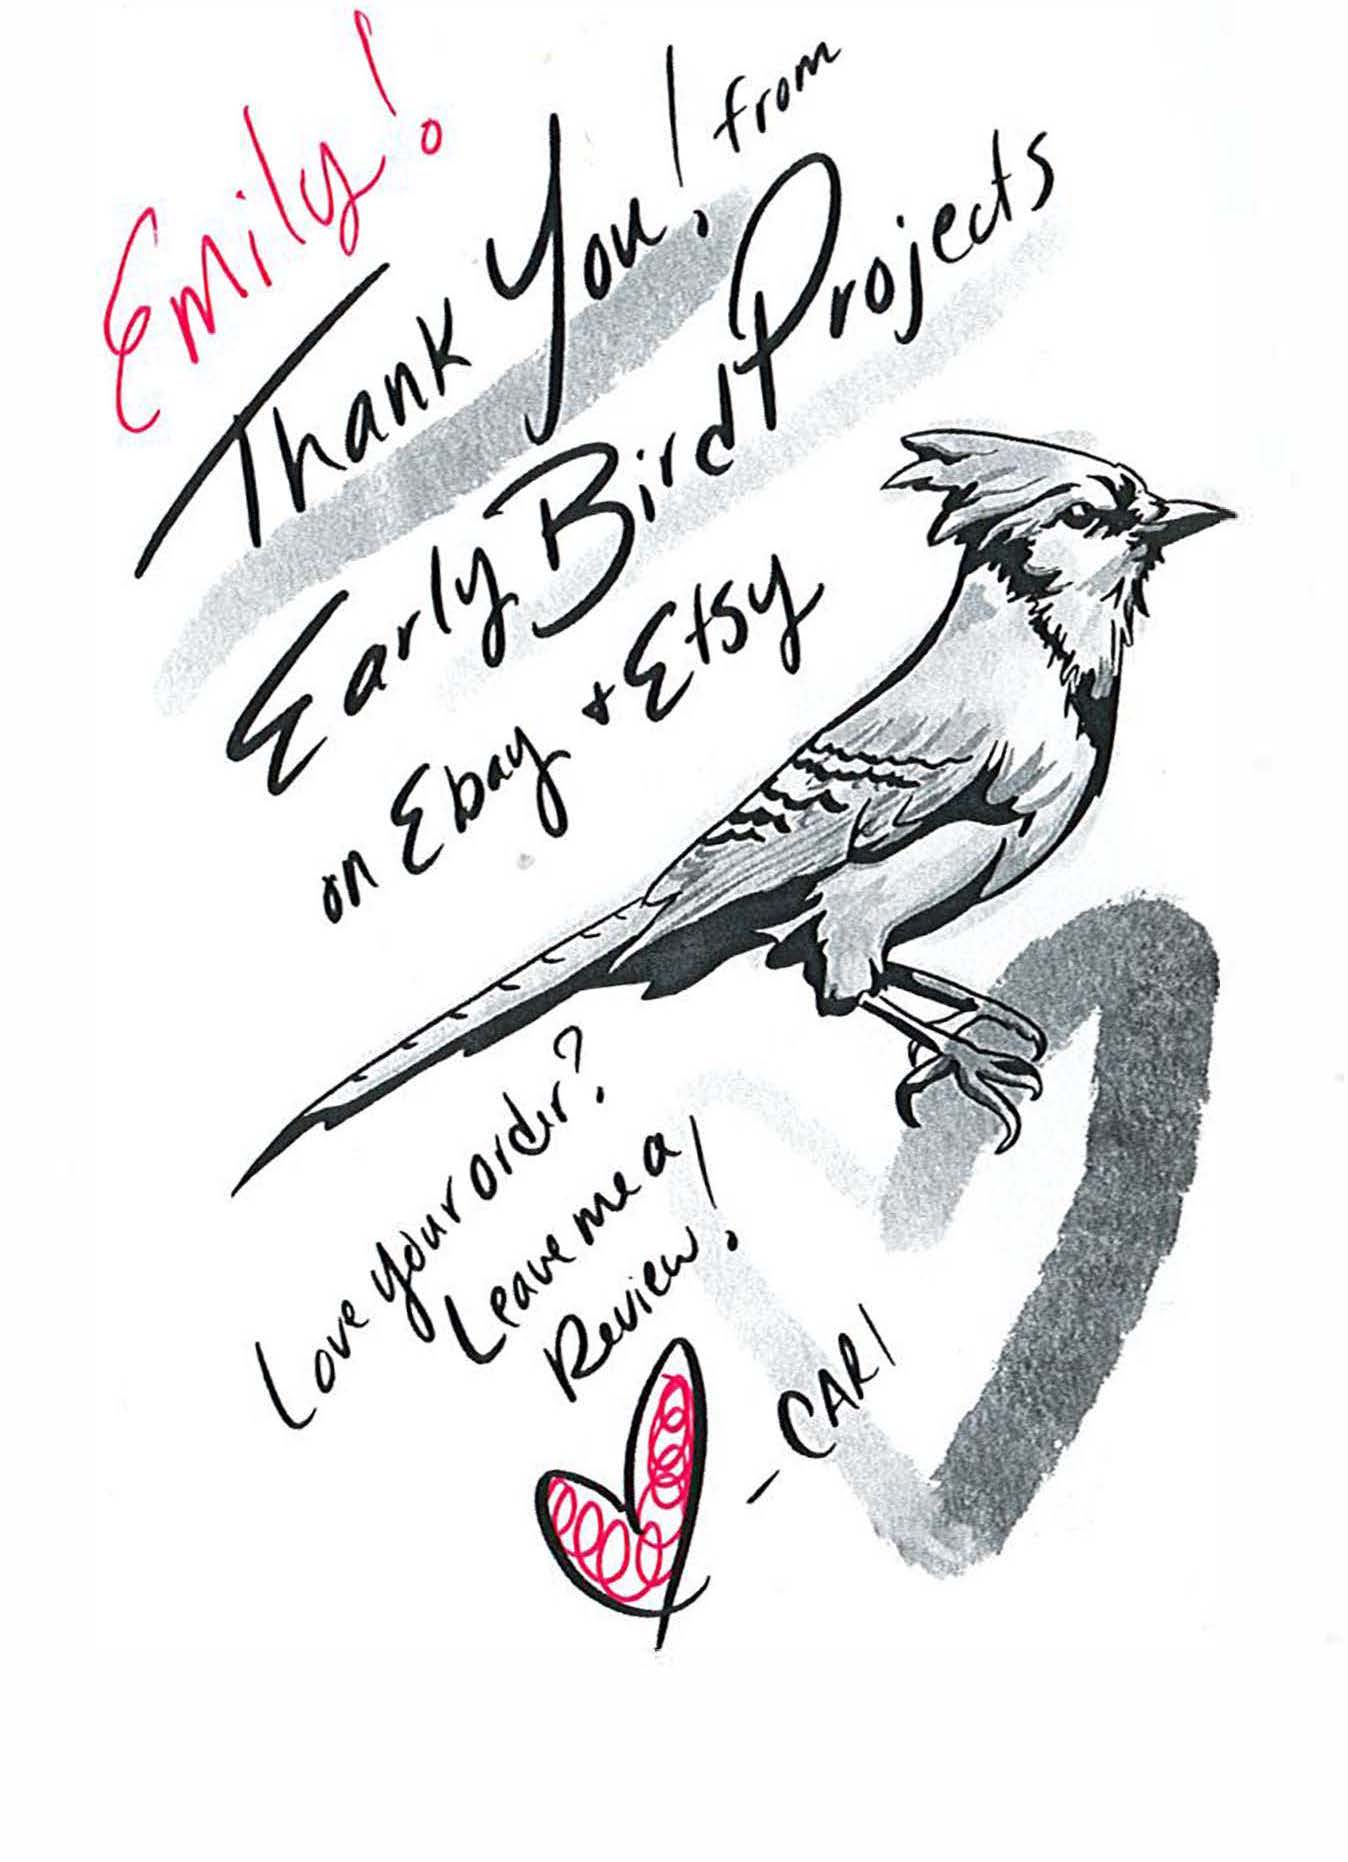 Emily!
Thank You! from
Early Bird Projects
on Ebay + Etsy
Love your order?
Leave me a
Review!
- CARI